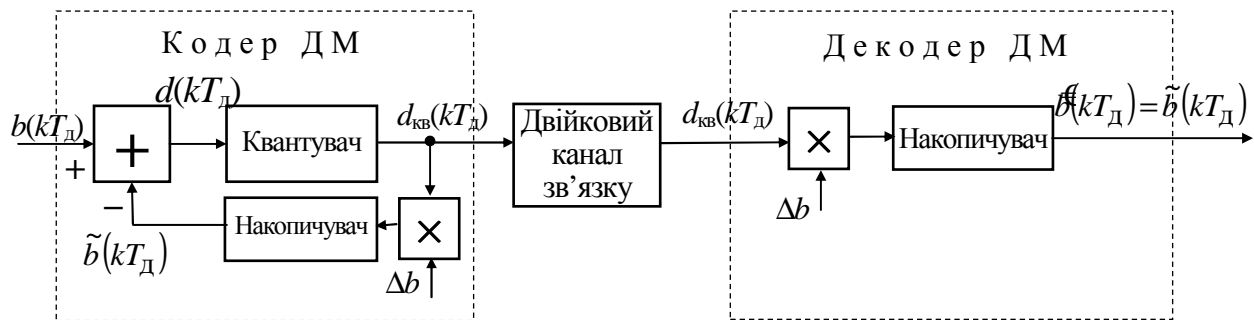 Кодер ДМ
Декодер ДМ
b(kTд)
+
−
d(kTд)
+
Квантувач
dкв(kTд)
Двійковий
канал
зв’язку
dкв(kTд)
×
Накопичувач
(kTд) = b̃(kTд)
Δb
Накопичувач
×
b̃(kTд)
Δb